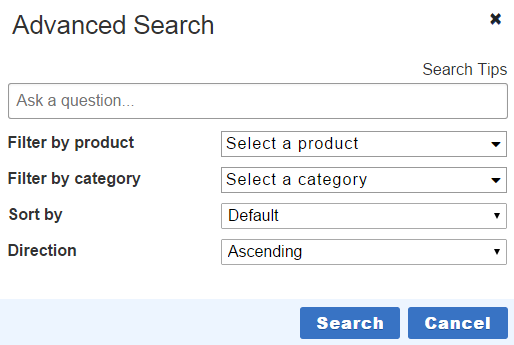 Advanced Search
Search Tips
Ask a question...
Filter by product Select a product
Filter by category Select a category
Sort by Default
Direction Ascending
Search Cancel